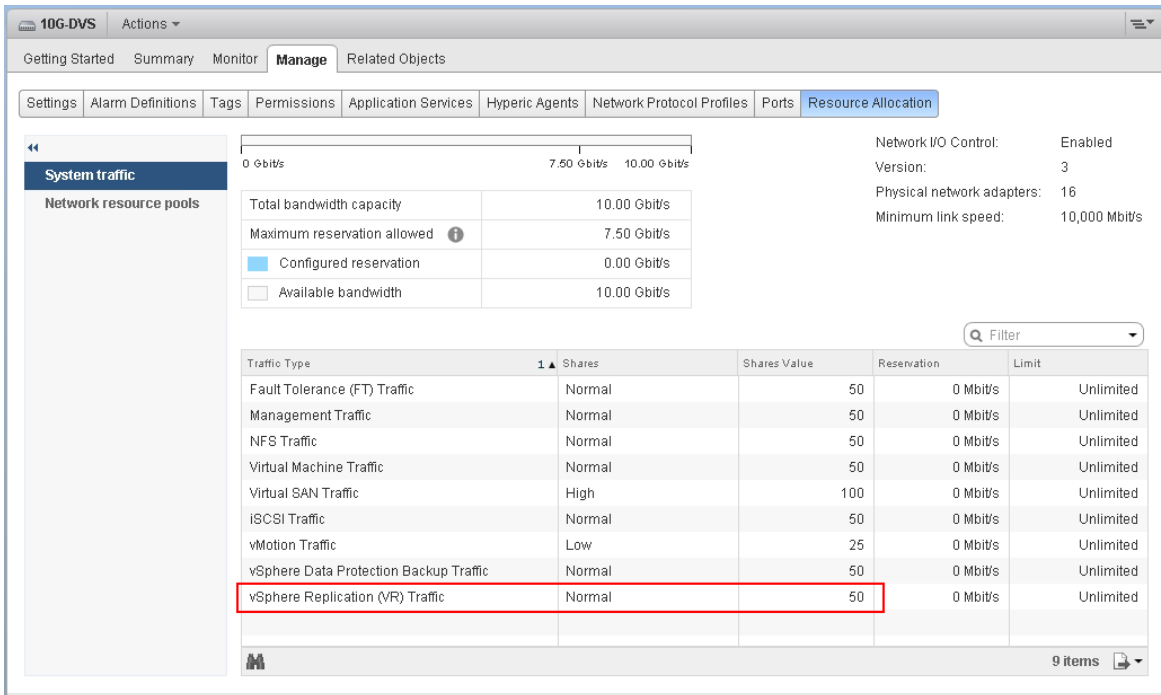 10G-DVS Actions
Getting Started Summary Monitor Manage Related Objects
Settings Alarm Definitions Tags Permissions Application Services Hyperic Agents Network Protocol Profiles Ports Resource Allocation
System traffic
Network resource pools
0 Gbit/s 7.50 Gbit/s 10.00 Gbit/s
Total bandwidth capacity 10.00 Gbit/s
Maximum reservation allowed 7.50 Gbit/s
Configured reservation 0.00 Gbit/s
Available bandwidth 10.00 Gbit/s
Network I/O Control: Enabled
Version: 3
Physical network adapters: 16
Minimum link speed: 10,000 Mbit/s
Filter
Traffic Type 1 Shares Shares Value Reservation Limit
Fault Tolerance (FT) Traffic Normal 50 0 Mbit/s Unlimited
Management Traffic Normal 50 0 Mbit/s Unlimited
NFS Traffic Normal 50 0 Mbit/s Unlimited
Virtual Machine Traffic Normal 50 0 Mbit/s Unlimited
Virtual SAN Traffic High 100 0 Mbit/s Unlimited
iSCSI Traffic Normal 50 0 Mbit/s Unlimited
vMotion Traffic Low 25 0 Mbit/s Unlimited
vSphere Data Protection Backup Traffic Normal 50 0 Mbit/s Unlimited
vSphere Replication (VR) Traffic Normal 50 0 Mbit/s Unlimited
9 items